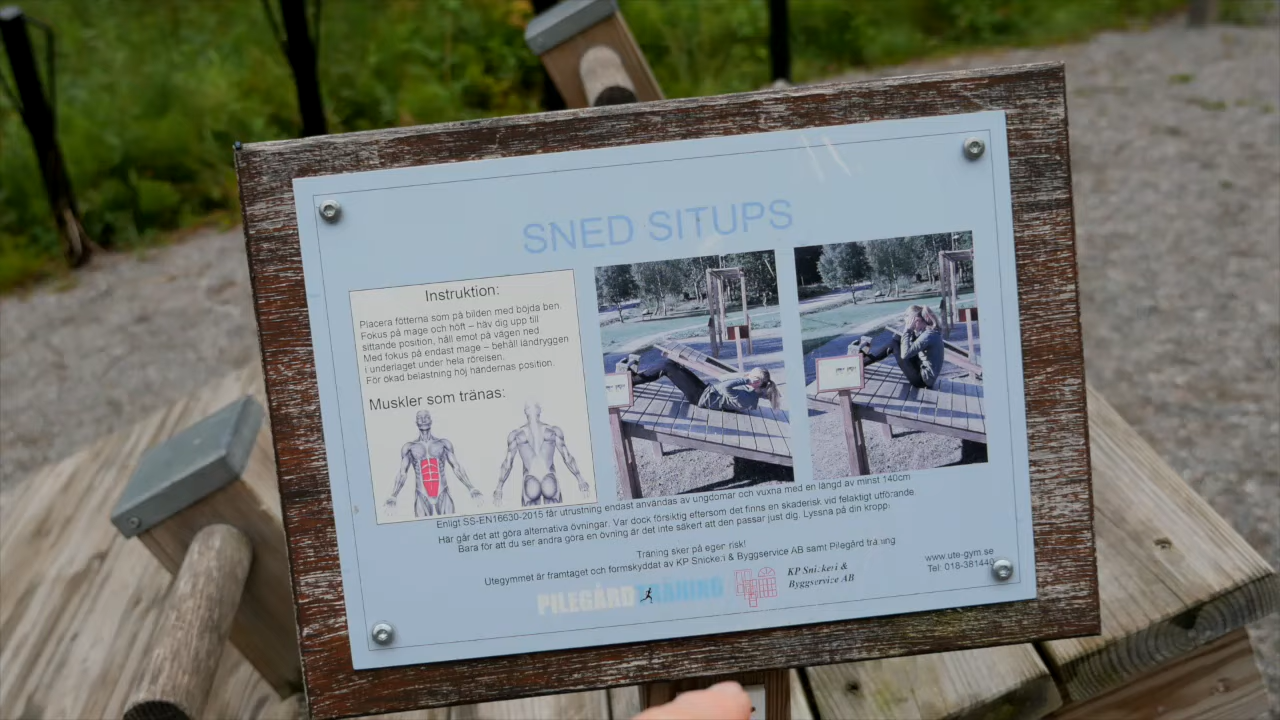 SNED SITUPS
Instruktion:
Placera fötterna som på bilden med böjda ben.
Fokus på mage och höft – häv dig upp till
sittande position, håll emot på vägen ned.
Med fokus på endast mage – behåll ländryggen
i underlaget under hela rörelsen.
För ökad belastning höj händernas position.
Muskler som tränas:
Enligt SS-EN16630-2015 får utrustning endast användas av ungdomar och vuxna med en längd av minst 140cm
Här går det att göra alternativa övningar. Var dock försiktig eftersom det finns en skaderisk vid felaktigt utförande.
Bara för att du ser andra göra en övning är det inte säkert att den passar just dig. Lyssna på din kropp!
Träning sker på egen risk!
Utegymmet är framtaget och formskyddat av KP Snickeri & Byggservice AB samt Pilegård träning
www.ute-gym.se
Tel: 018-381440
PILEGÅRD TRÄNING
KP Snickeri &
Byggservice AB